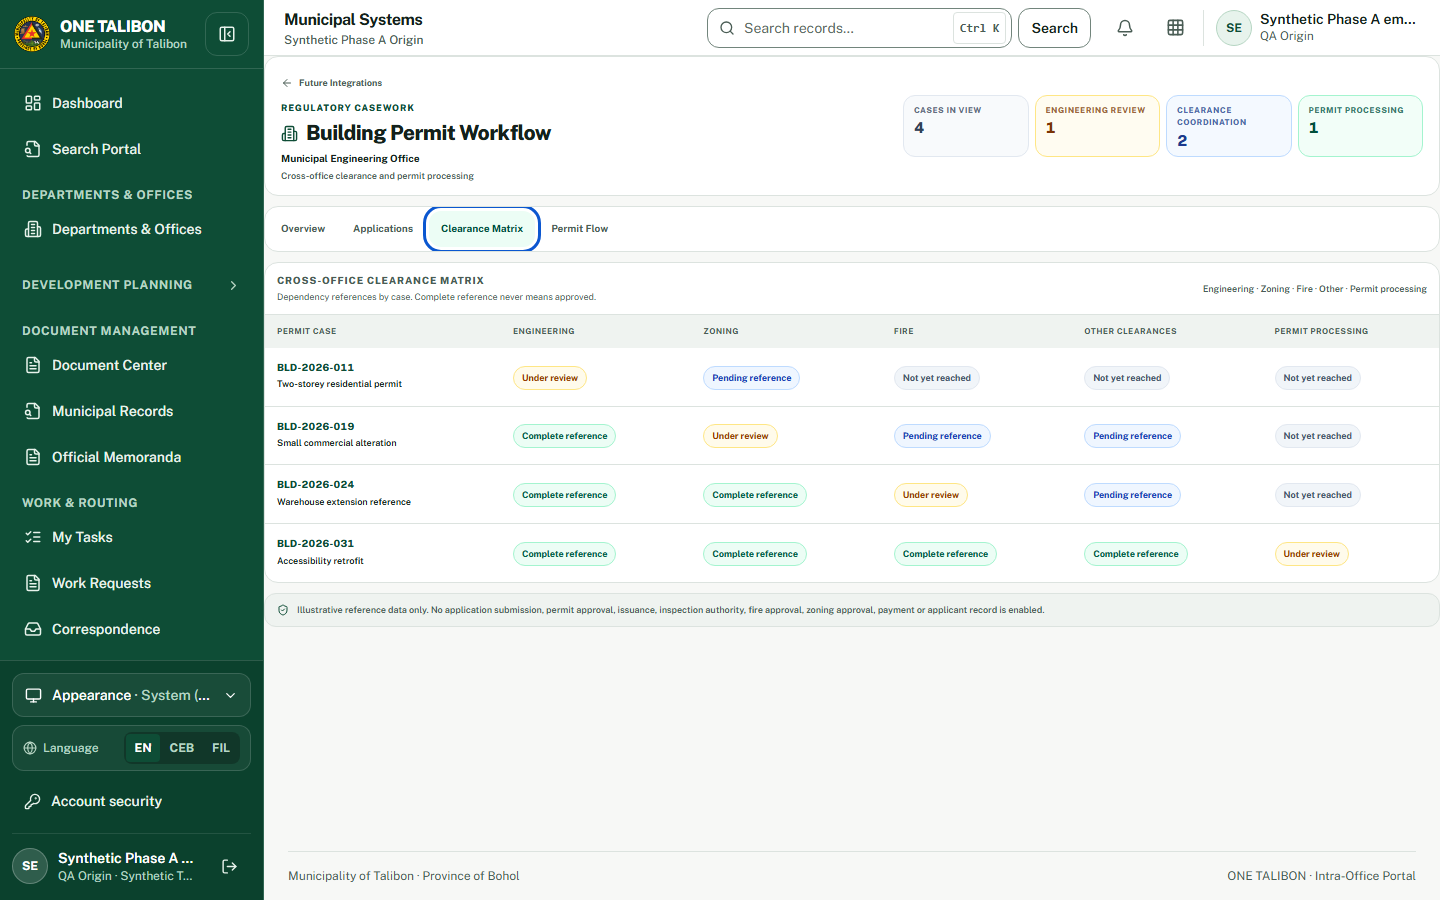 ONE TALIBON
Municipality of Talibon
Dashboard
Search Portal
DEPARTMENTS & OFFICES
Departments & Offices
DEVELOPMENT PLANNING
DOCUMENT MANAGEMENT
Document Center
Municipal Records
Official Memoranda
WORK & ROUTING
My Tasks
Work Requests
Correspondence
Appearance · System (...
Language EN CEB FIL
Account security
SE Synthetic Phase A ...
QA Origin · Synthetic T...
Municipal Systems
Synthetic Phase A Origin
Search records... Ctrl K Search
SE Synthetic Phase A em...
QA Origin
Future Integrations
REGULATORY CASEWORK
Building Permit Workflow
Municipal Engineering Office
Cross-office clearance and permit processing
CASES IN VIEW
4
ENGINEERING REVIEW
1
CLEARANCE
COORDINATION
2
PERMIT PROCESSING
1
Overview Applications Clearance Matrix Permit Flow
CROSS-OFFICE CLEARANCE MATRIX
Dependency references by case. Complete reference never means approved.
Engineering · Zoning · Fire · Other · Permit processing
PERMIT CASE ENGINEERING ZONING FIRE OTHER CLEARANCES PERMIT PROCESSING
BLD-2026-011
Two-storey residential permit
Under review Pending reference Not yet reached Not yet reached Not yet reached
BLD-2026-019
Small commercial alteration
Complete reference Under review Pending reference Pending reference Not yet reached
BLD-2026-024
Warehouse extension reference
Complete reference Complete reference Under review Pending reference Not yet reached
BLD-2026-031
Accessibility retrofit
Complete reference Complete reference Complete reference Complete reference Under review
Illustrative reference data only. No application submission, permit approval, issuance, inspection authority, fire approval, zoning approval, payment or applicant record is enabled.
Municipality of Talibon · Province of Bohol
ONE TALIBON · Intra-Office Portal